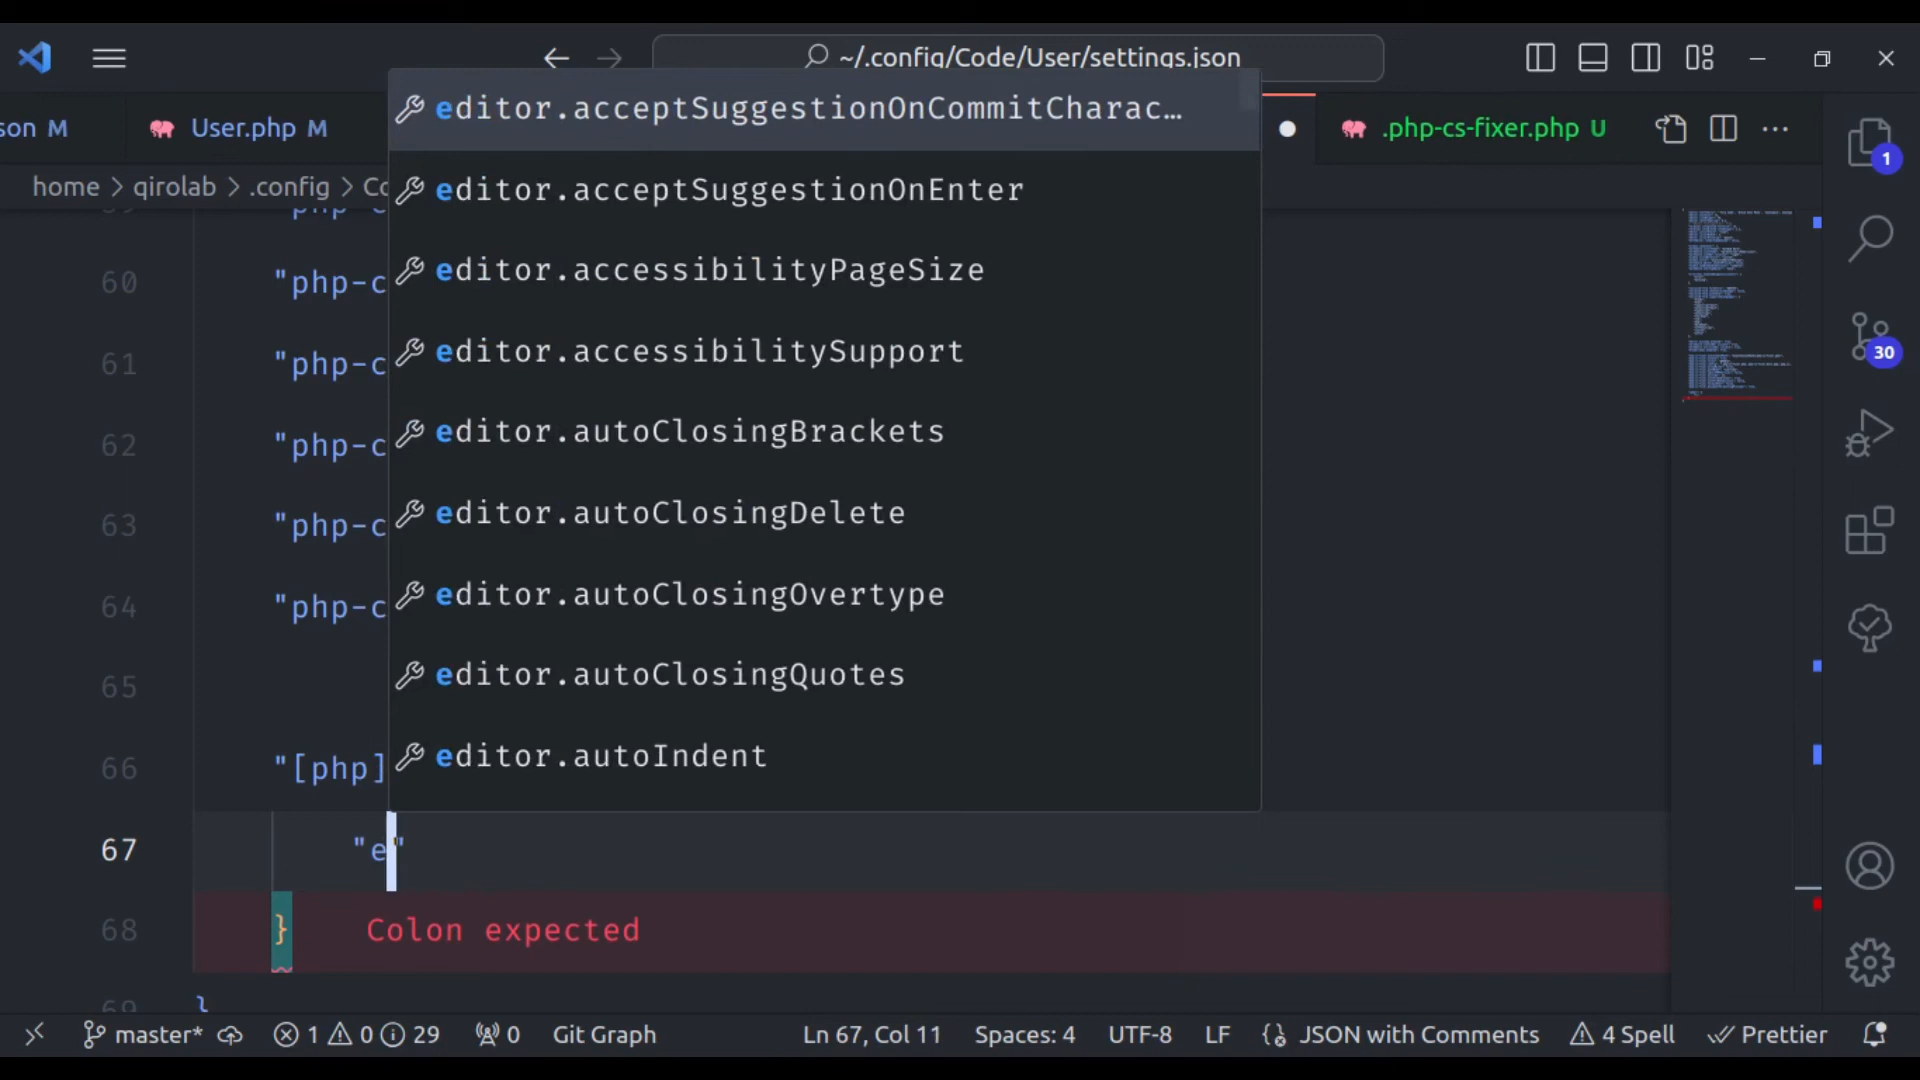 ~/.config/Code/User/settings.json
son M
User.php M
.php-cs-fixer.php U
home > qirolab > .config > Co
editor.acceptSuggestionOnCommitCharac…
editor.acceptSuggestionOnEnter
editor.accessibilityPageSize
editor.accessibilitySupport
editor.autoClosingBrackets
editor.autoClosingDelete
editor.autoClosingOvertype
editor.autoClosingQuotes
editor.autoIndent
59 "php-c
60 "php-c
61 "php-c
62 "php-c
63 "php-c
64 "php-c
65
66 "[php]
67 "e"
68 } Colon expected
69 }
1
30
master* 1 0 29 0 Git Graph Ln 67, Col 11 Spaces: 4 UTF-8 LF {} JSON with Comments 4 Spell Prettier